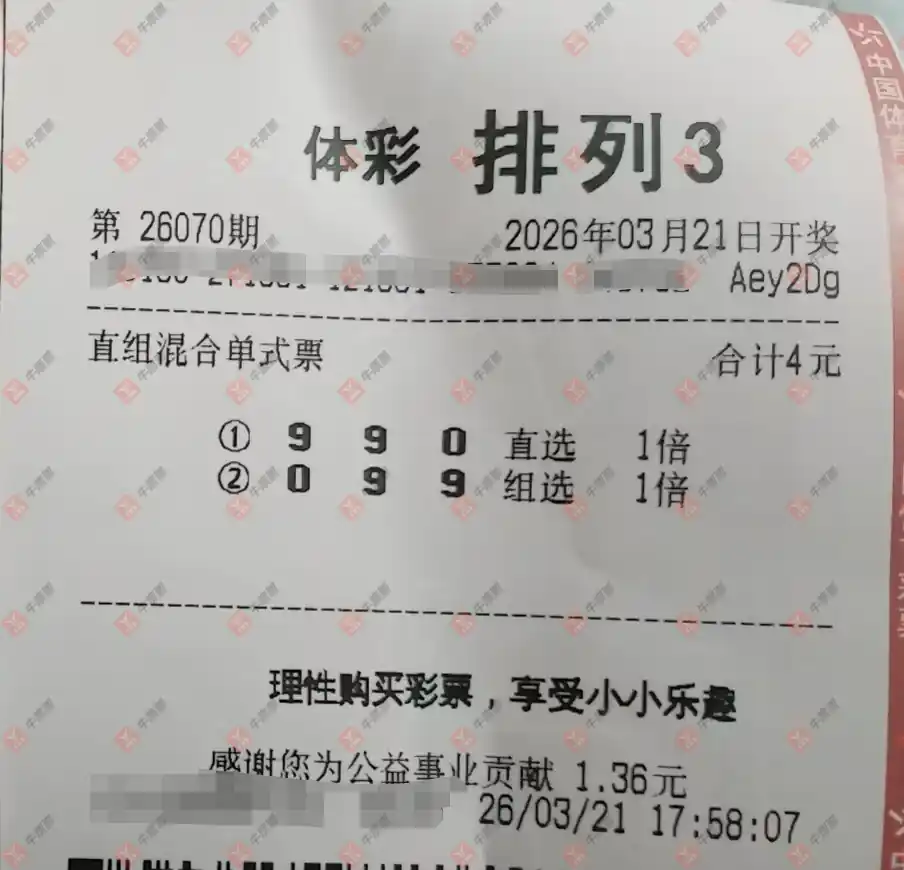 体彩 排列3
第 26070期 2026年03月21日开奖
Aey2Dg
直组混合单式票 合计4元
① 9 9 0 直选 1倍
② 0 9 9 组选 1倍
理性购买彩票，享受小小乐趣
感谢您为公益事业贡献 1.36元
26/03/21 17:58:07
中国体育